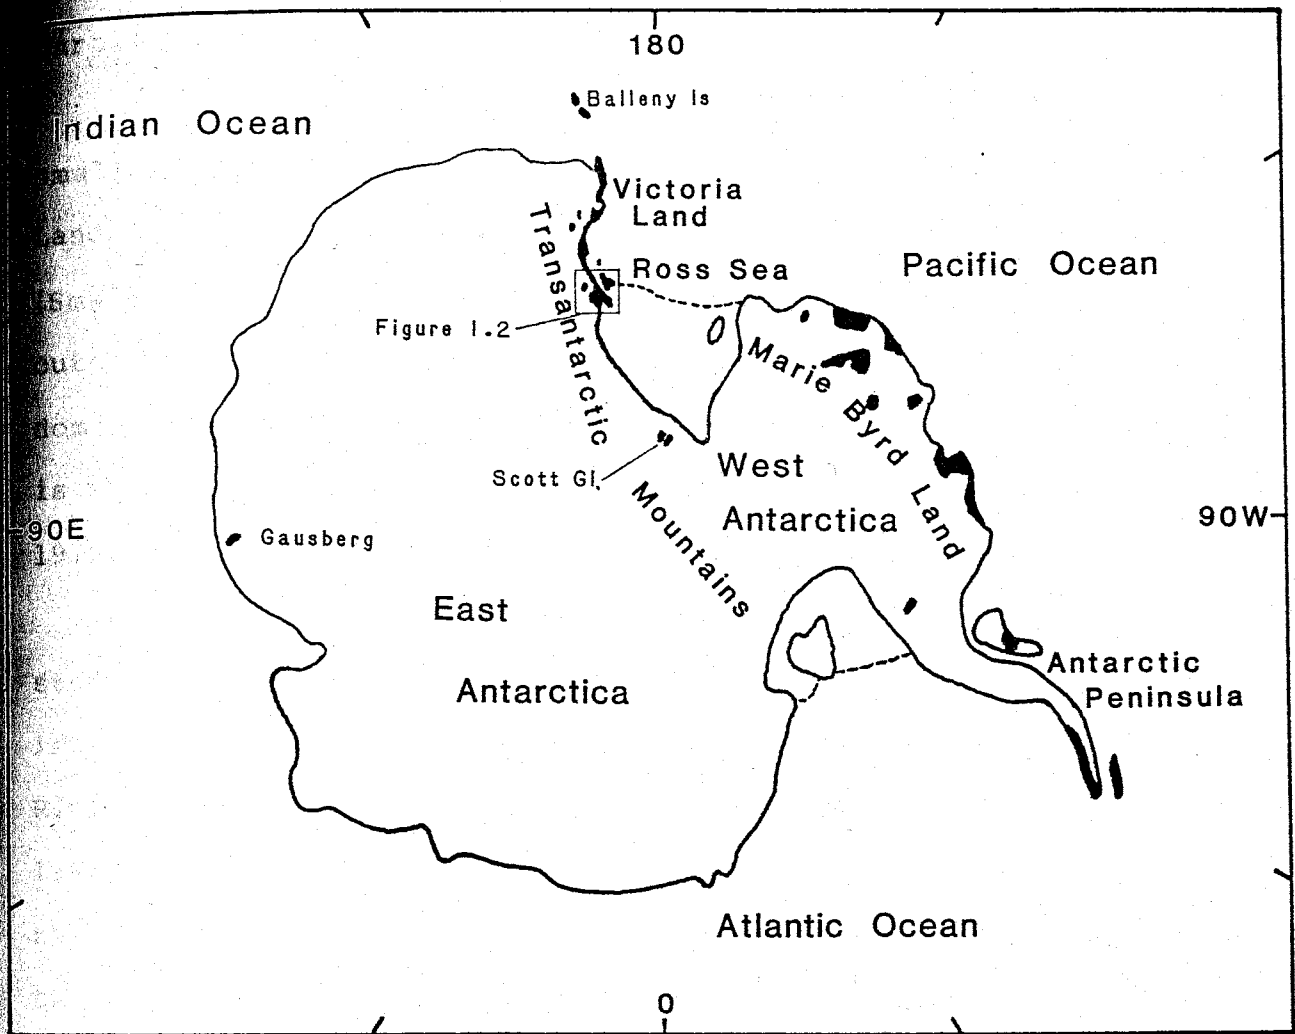 180
Balleny Is
Indian Ocean
Victoria
Land
Transantarctic
Ross Sea
Pacific Ocean
Figure 1.2
Marie Byrd Land
West
Scott Gl.
Mountains
Antarctica
90W
90E
Gausberg
East
Antarctic
Peninsula
Antarctica
Atlantic Ocean
0